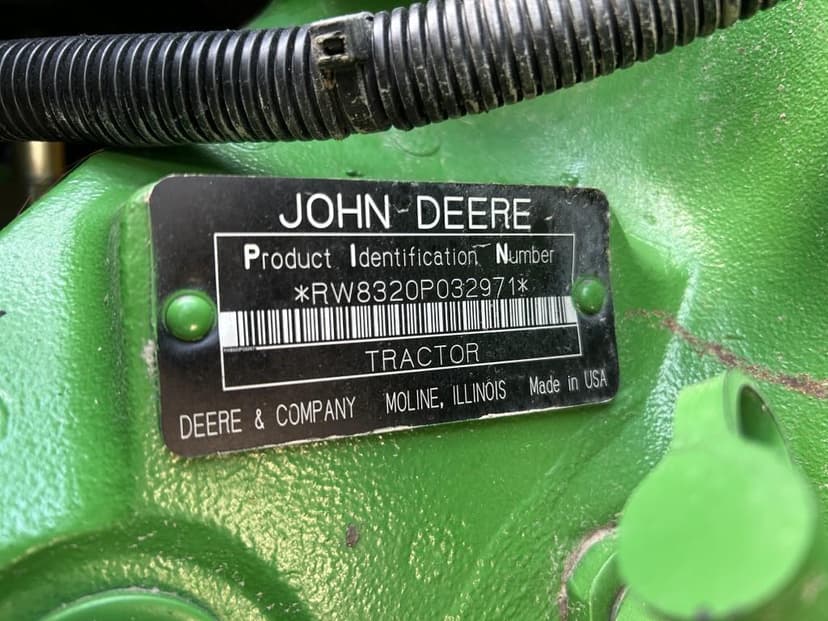 JOHN DEERE
Product Identification Number
*RW8320P032971*
TRACTOR
DEERE & COMPANY MOLINE, ILLINOIS Made in USA